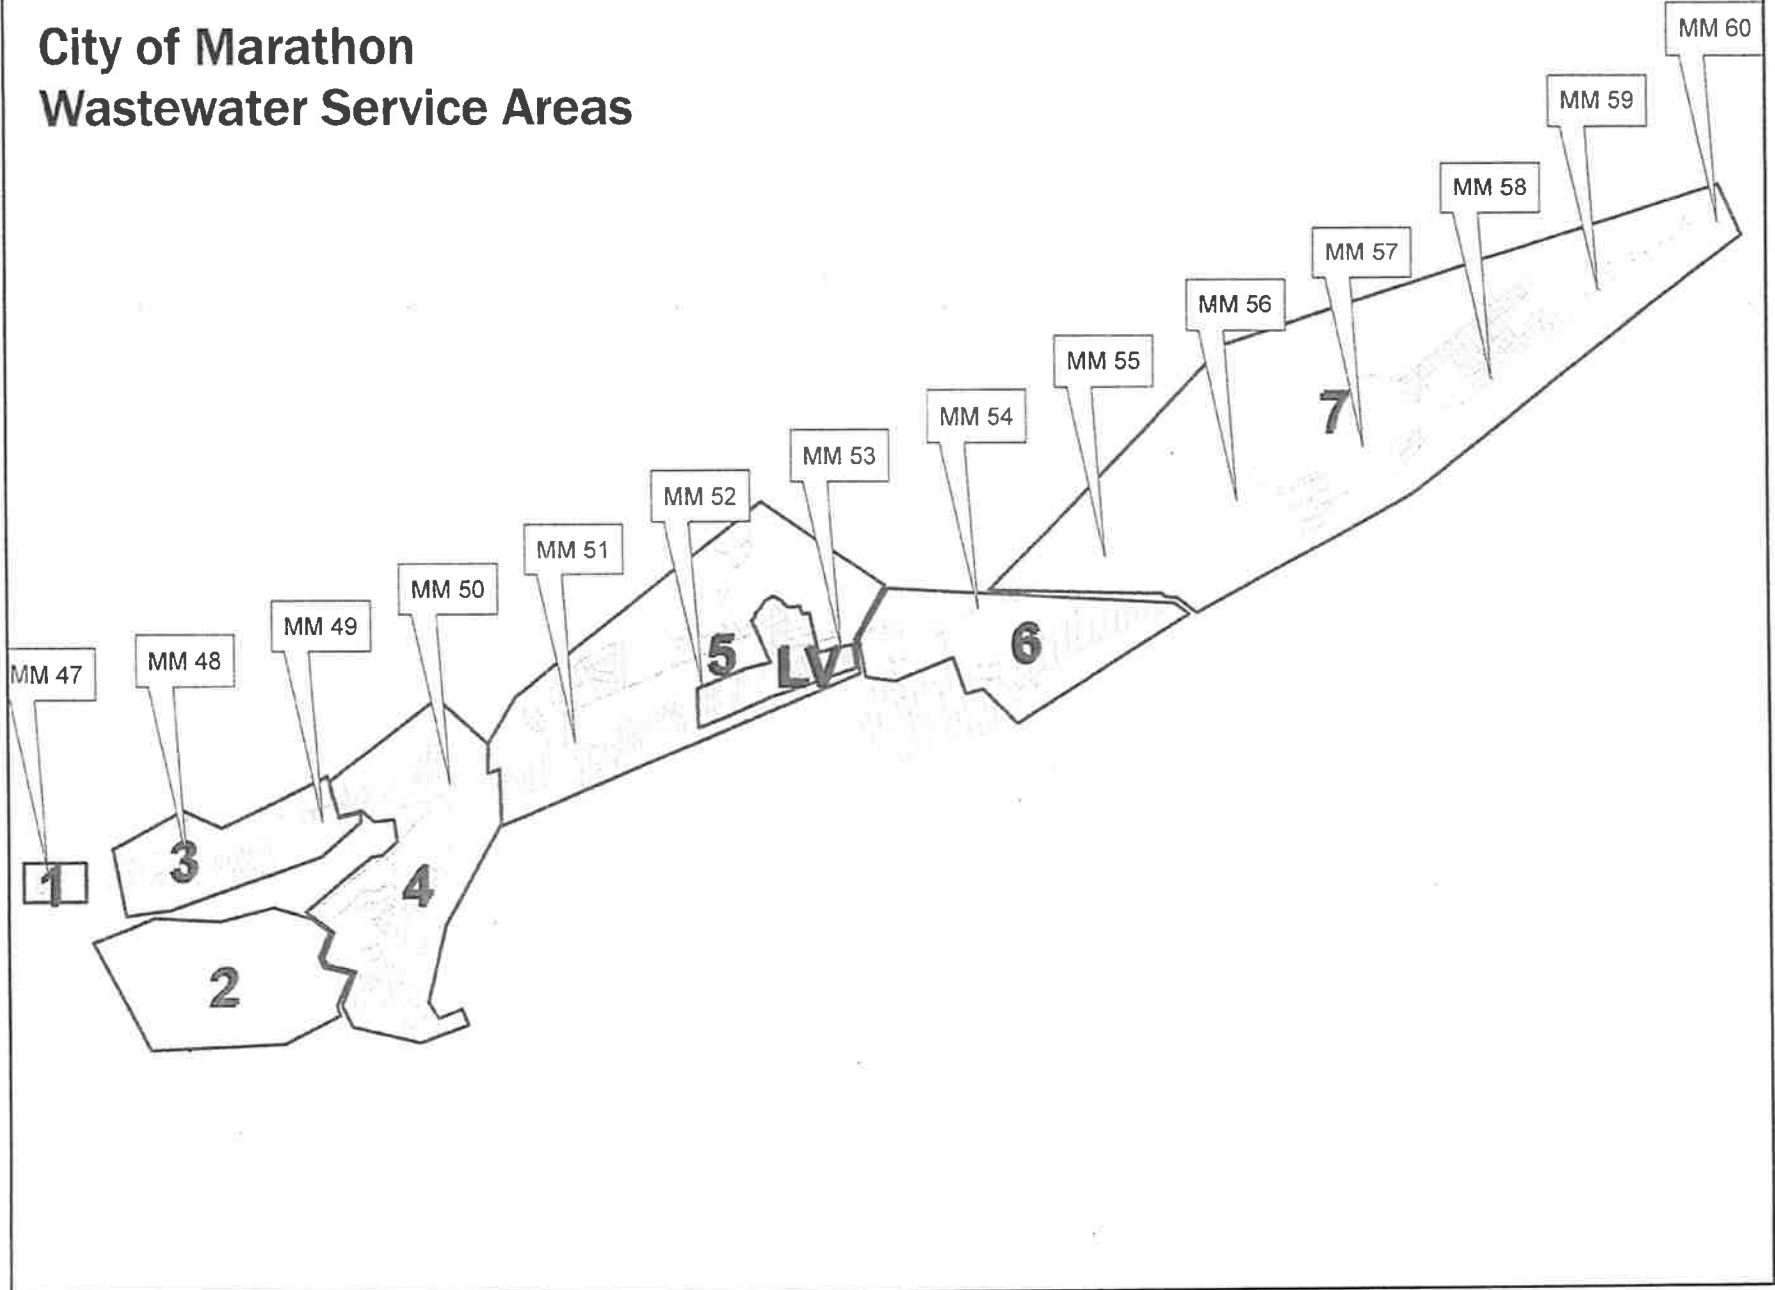 City of Marathon
Wastewater Service Areas
MM 60
MM 59
MM 58
MM 57
MM 56
MM 55
MM 54
MM 53
MM 52
MM 51
MM 50
MM 49
MM 48
MM 47
7
6
5
LV
4
3
1
2